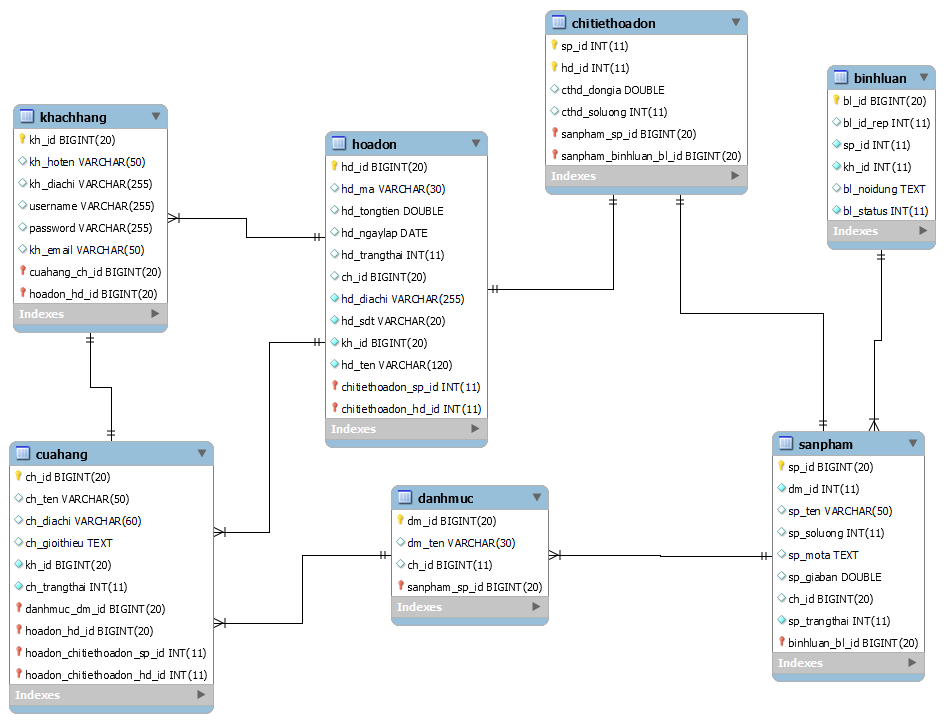 khachhang
kh_id BIGINT(20)
kh_hoten VARCHAR(50)
kh_diachi VARCHAR(255)
username VARCHAR(255)
password VARCHAR(255)
kh_email VARCHAR(50)
cuahang_ch_id BIGINT(20)
hoadon_hd_id BIGINT(20)
Indexes
hoadon
hd_id BIGINT(20)
hd_ma VARCHAR(30)
hd_tongtien DOUBLE
hd_ngaylap DATE
hd_trangthai INT(11)
ch_id BIGINT(20)
hd_diachi VARCHAR(255)
hd_sdt VARCHAR(20)
kh_id BIGINT(20)
hd_ten VARCHAR(120)
chitiethoadon_sp_id INT(11)
chitiethoadon_hd_id INT(11)
Indexes
chitiethoadon
sp_id INT(11)
hd_id INT(11)
cthd_dongia DOUBLE
cthd_soluong INT(11)
sanpham_sp_id BIGINT(20)
sanpham_binhluan_bl_id BIGINT(20)
Indexes
binhluan
bl_id BIGINT(20)
bl_id_rep INT(11)
sp_id INT(11)
kh_id INT(11)
bl_noidung TEXT
bl_status INT(11)
Indexes
cuahang
ch_id BIGINT(20)
ch_ten VARCHAR(50)
ch_diachi VARCHAR(60)
ch_gioithieu TEXT
kh_id BIGINT(20)
ch_trangthai INT(11)
danhmuc_dm_id BIGINT(20)
hoadon_hd_id BIGINT(20)
hoadon_chitiethoadon_sp_id INT(11)
hoadon_chitiethoadon_hd_id INT(11)
Indexes
danhmuc
dm_id BIGINT(20)
dm_ten VARCHAR(30)
ch_id BIGINT(11)
sanpham_sp_id BIGINT(20)
Indexes
sanpham
sp_id BIGINT(20)
dm_id INT(11)
sp_ten VARCHAR(50)
sp_soluong INT(11)
sp_mota TEXT
sp_giaban DOUBLE
ch_id BIGINT(20)
sp_trangthai INT(11)
binhluan_bl_id BIGINT(20)
Indexes